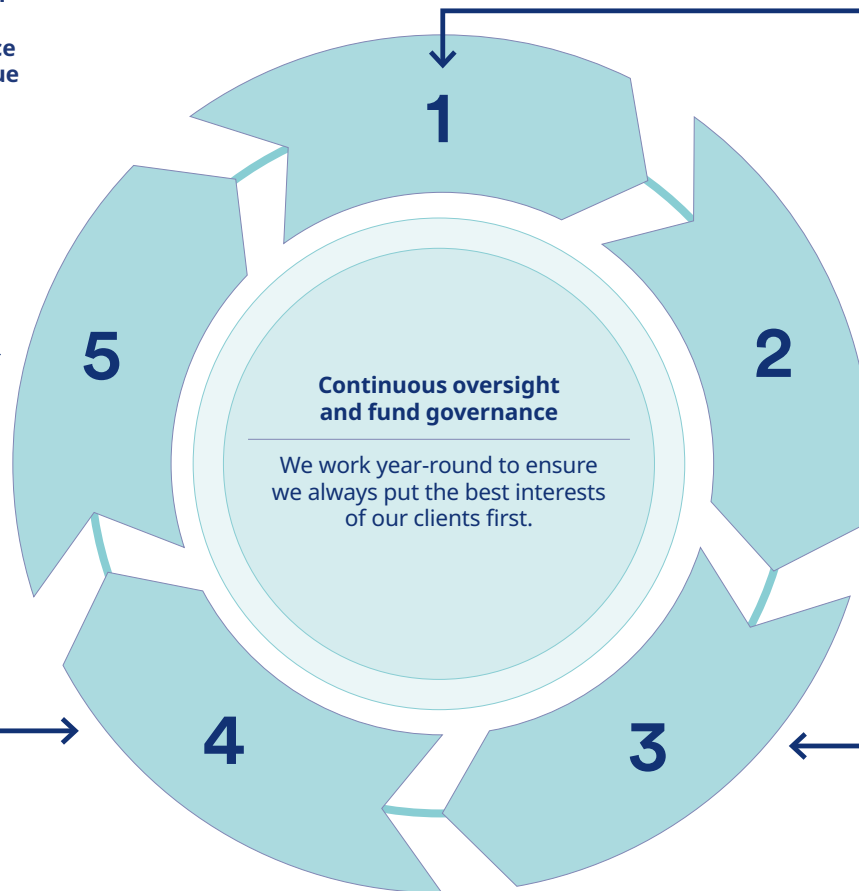 1
2
5
Continuous oversight
and fund governance
We work year-round to ensure
we always put the best interests
of our clients first.
4
3